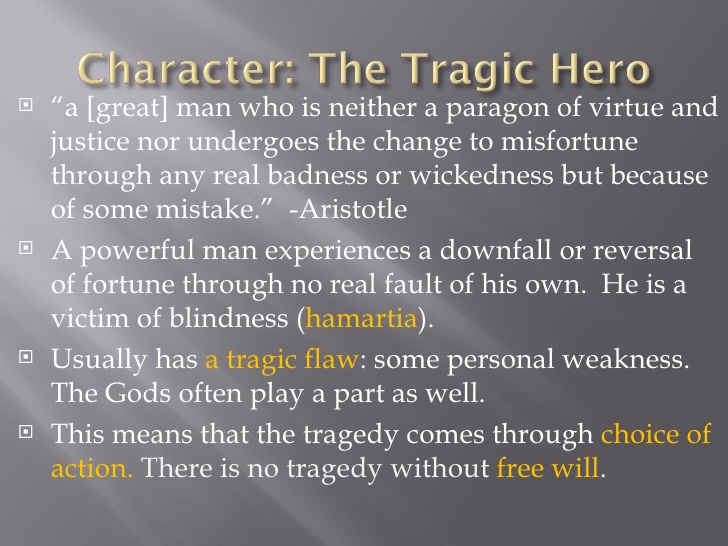 Character: The Tragic Hero
“a [great] man who is neither a paragon of virtue and
justice nor undergoes the change to misfortune
through any real badness or wickedness but because
of some mistake.”  -Aristotle
A powerful man experiences a downfall or reversal
of fortune through no real fault of his own.  He is a
victim of blindness (hamartia).
Usually has a tragic flaw: some personal weakness.
The Gods often play a part as well.
This means that the tragedy comes through choice of
action. There is no tragedy without free will.